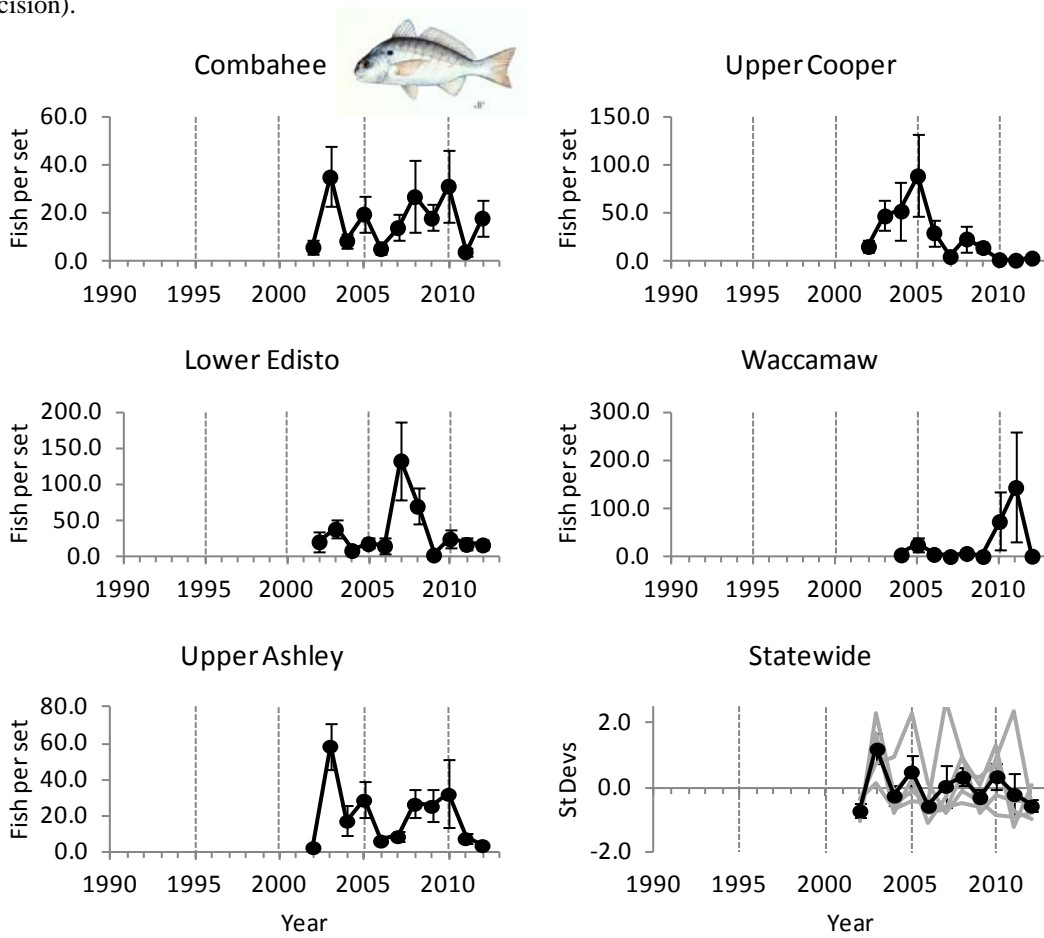 cision).
Combahee
Fish per set
60.0
40.0
20.0
0.0
1990 1995 2000 2005 2010
Upper Cooper
Fish per set
150.0
100.0
50.0
0.0
1990 1995 2000 2005 2010
Lower Edisto
Fish per set
200.0
150.0
100.0
50.0
0.0
1990 1995 2000 2005 2010
Waccamaw
Fish per set
300.0
200.0
100.0
0.0
1990 1995 2000 2005 2010
Upper Ashley
Fish per set
80.0
60.0
40.0
20.0
0.0
1990 1995 2000 2005 2010
Year
Statewide
St Devs
2.0
0.0
-2.0
1990 1995 2000 2005 2010
Year